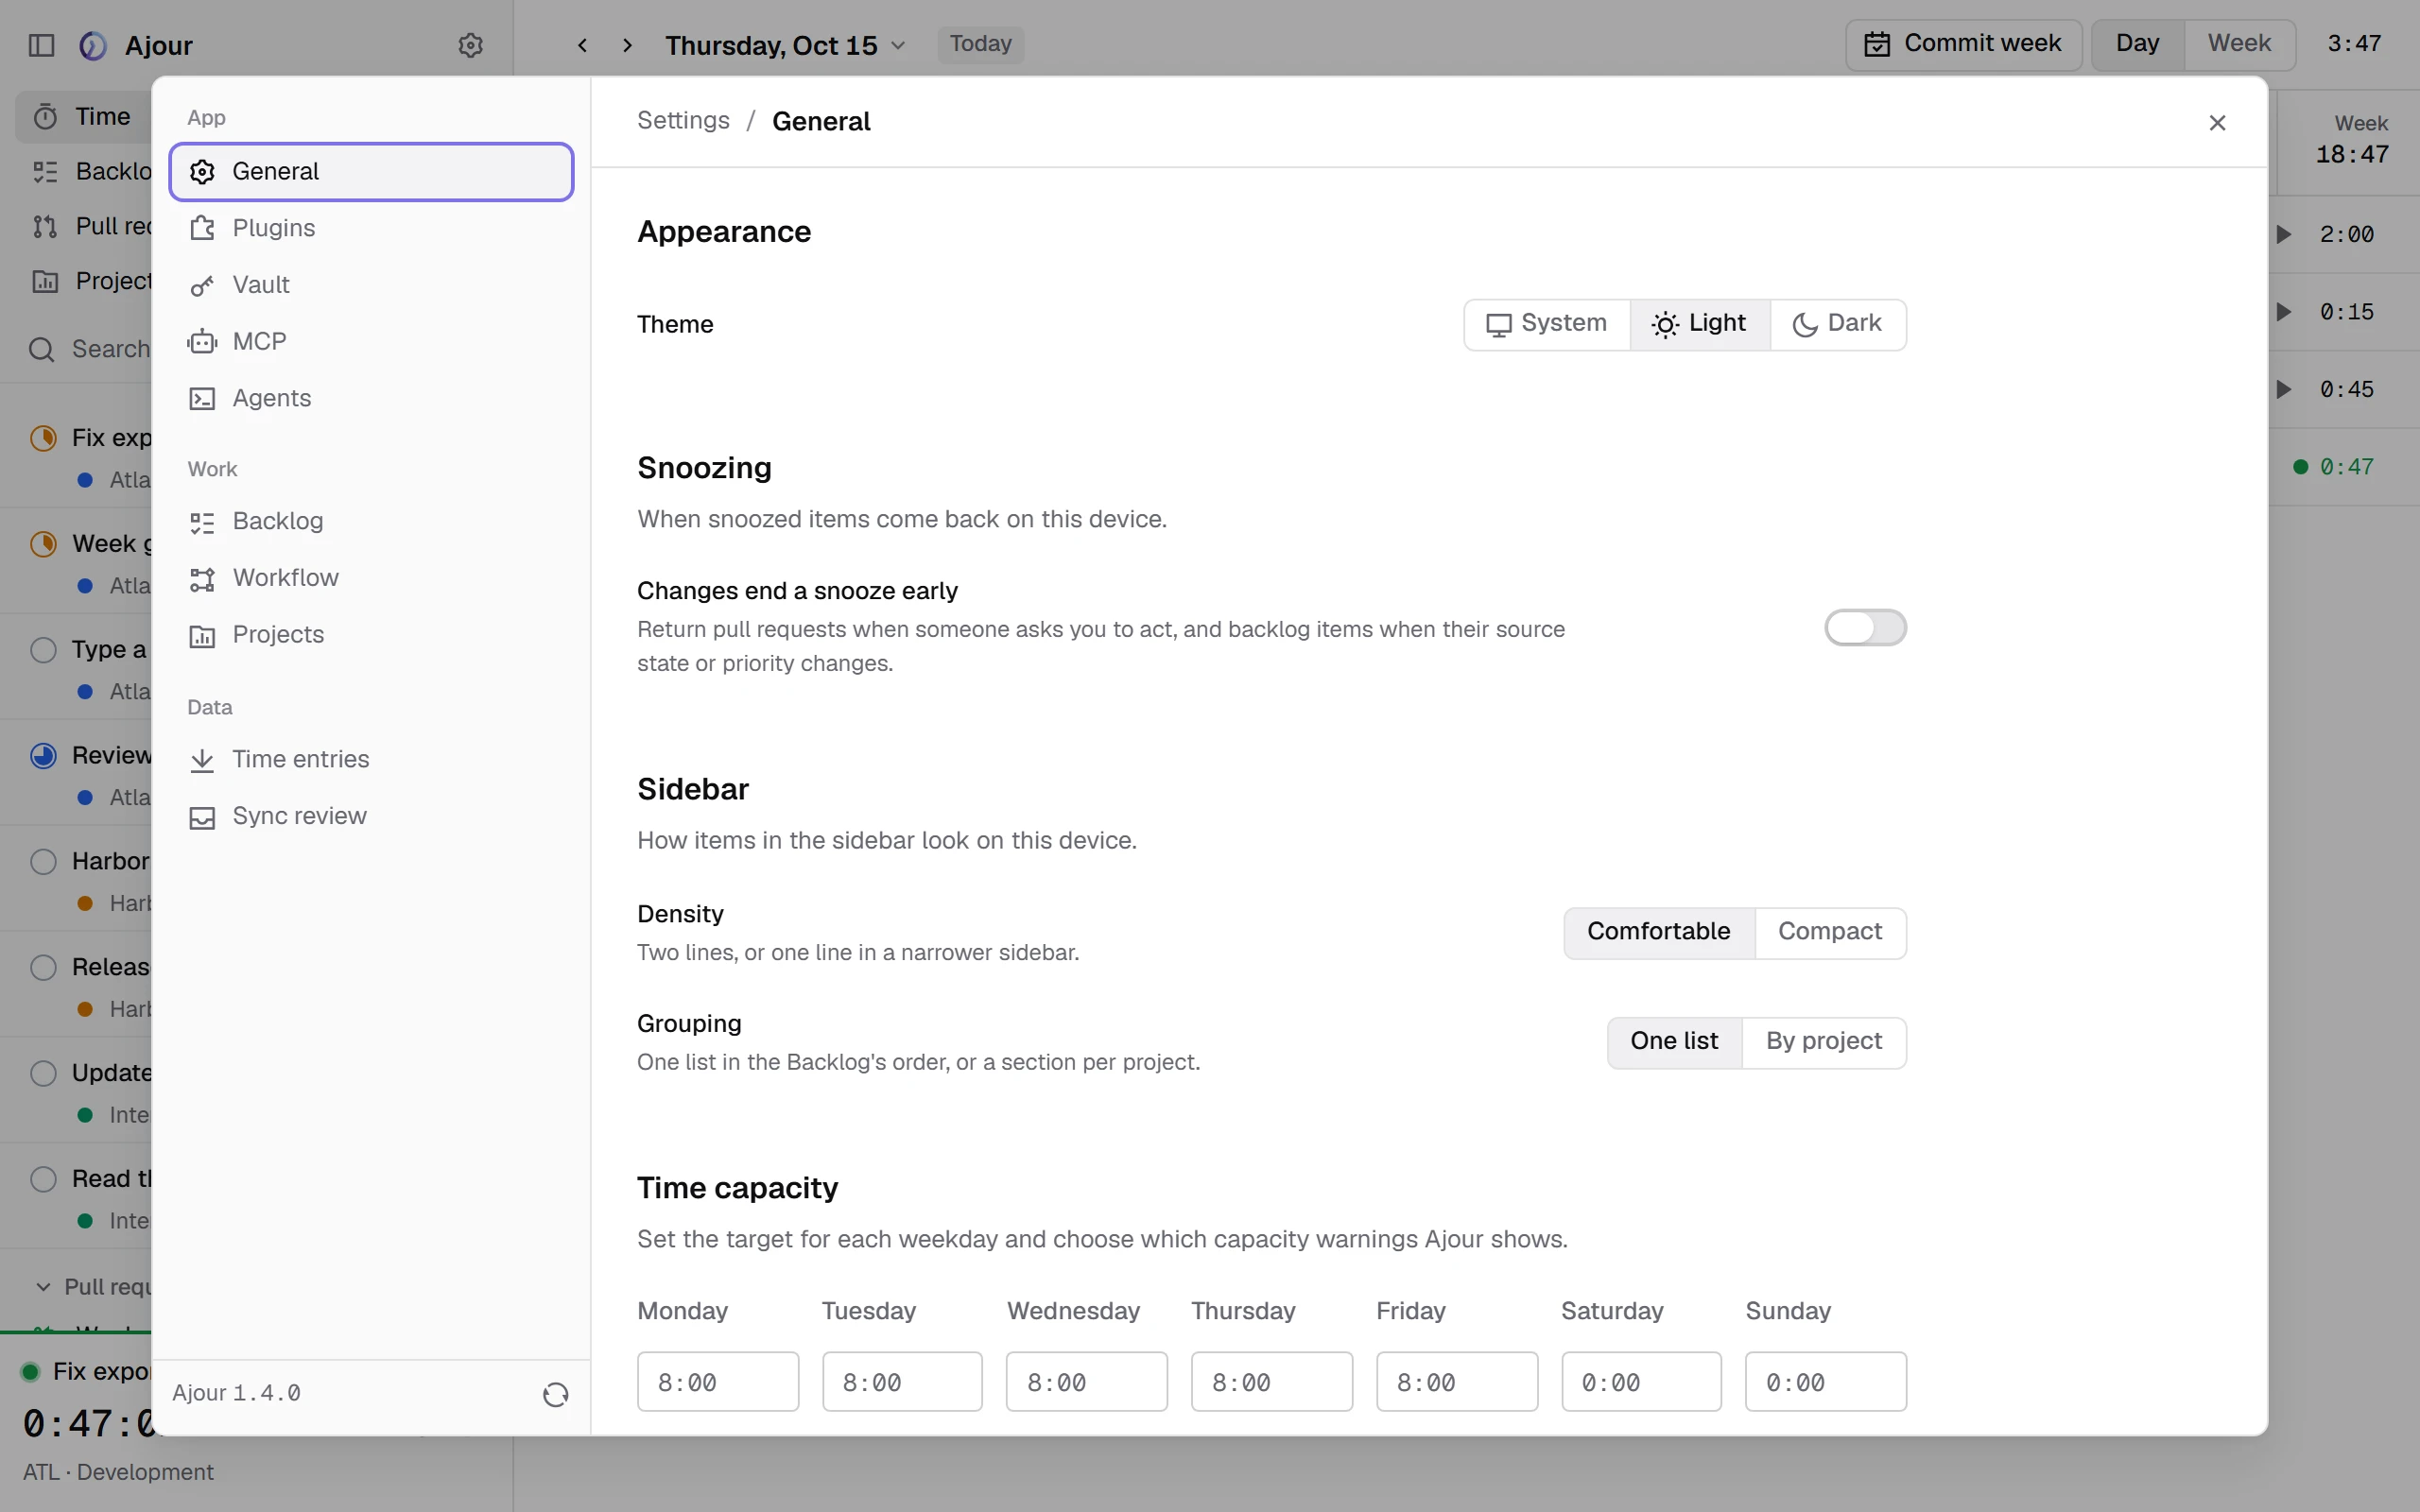 Ajour
Thursday, Oct 15
Today
Commit week
Day
Week
3:47
Time
Backlo
Pull rec
Project
Search
Fix exp
Atla
Week g
Atla
Type a
Atla
Review
Atla
Harbor
Harb
Releas
Harb
Update
Inte
Read th
Inte
Pull requ
Fix expo
0:47:0
ATL · Development
App
General
Plugins
Vault
MCP
Agents
Work
Backlog
Workflow
Projects
Data
Time entries
Sync review
Ajour 1.4.0
Settings / General
Appearance
Theme
System
Light
Dark
Snoozing
When snoozed items come back on this device.
Changes end a snooze early
Return pull requests when someone asks you to act, and backlog items when their source
state or priority changes.
Sidebar
How items in the sidebar look on this device.
Density
Two lines, or one line in a narrower sidebar.
Comfortable
Compact
Grouping
One list in the Backlog's order, or a section per project.
One list
By project
Time capacity
Set the target for each weekday and choose which capacity warnings Ajour shows.
Monday Tuesday Wednesday Thursday Friday Saturday Sunday
8:00 8:00 8:00 8:00 8:00 0:00 0:00
Week
18:47
2:00
0:15
0:45
0:47